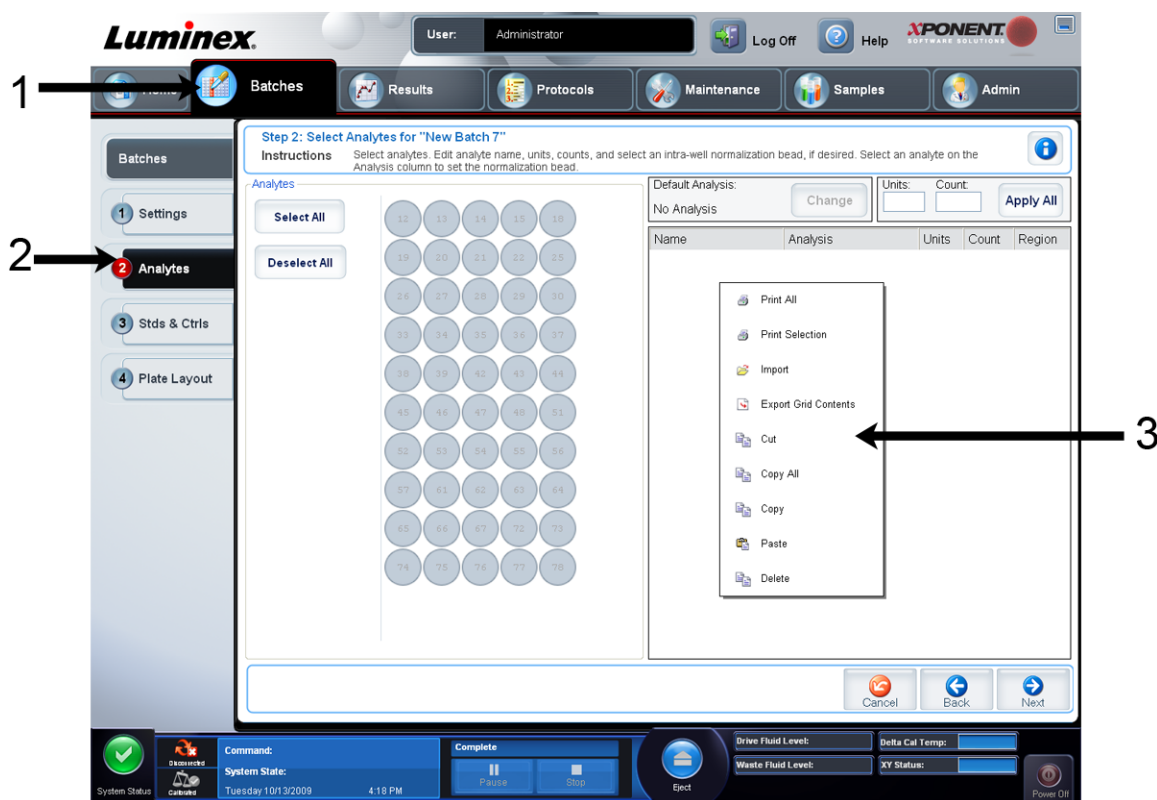 Luminex.
User: Administrator
Log Off
Help
XPONENT.
SOFTWARE SOLUTIONS
1
Home
Batches
Results
Protocols
Maintenance
Samples
Admin
Batches
1 Settings
2
2 Analytes
3 Stds & Ctrls
4 Plate Layout
Step 2: Select Analytes for "New Batch 7"
Instructions Select analytes. Edit analyte name, units, counts, and select an intra-well normalization bead, if desired. Select an analyte on the
Analysis column to set the normalization bead.
Analytes
Select All
Deselect All
12 13 14 15 18
19 20 21 22 25
26 27 28 29 30
33 34 35 36 37
38 39 42 43 44
45 46 47 48 51
52 53 54 55 56
57 61 62 63 64
65 66 67 72 73
74 75 76 77 78
Default Analysis:
No Analysis
Change
Units: Count:
Apply All
Name Analysis Units Count Region
Print All
Print Selection
Import
Export Grid Contents
Cut
3
Copy All
Copy
Paste
Delete
Cancel
Back
Next
System Status
Disconnected
Calibrated
Command:
System State:
Tuesday 10/13/2009 4:18 PM
Complete
Pause
Stop
Eject
Drive Fluid Level:
Waste Fluid Level:
Delta Cal Temp:
XY Status:
Power Off